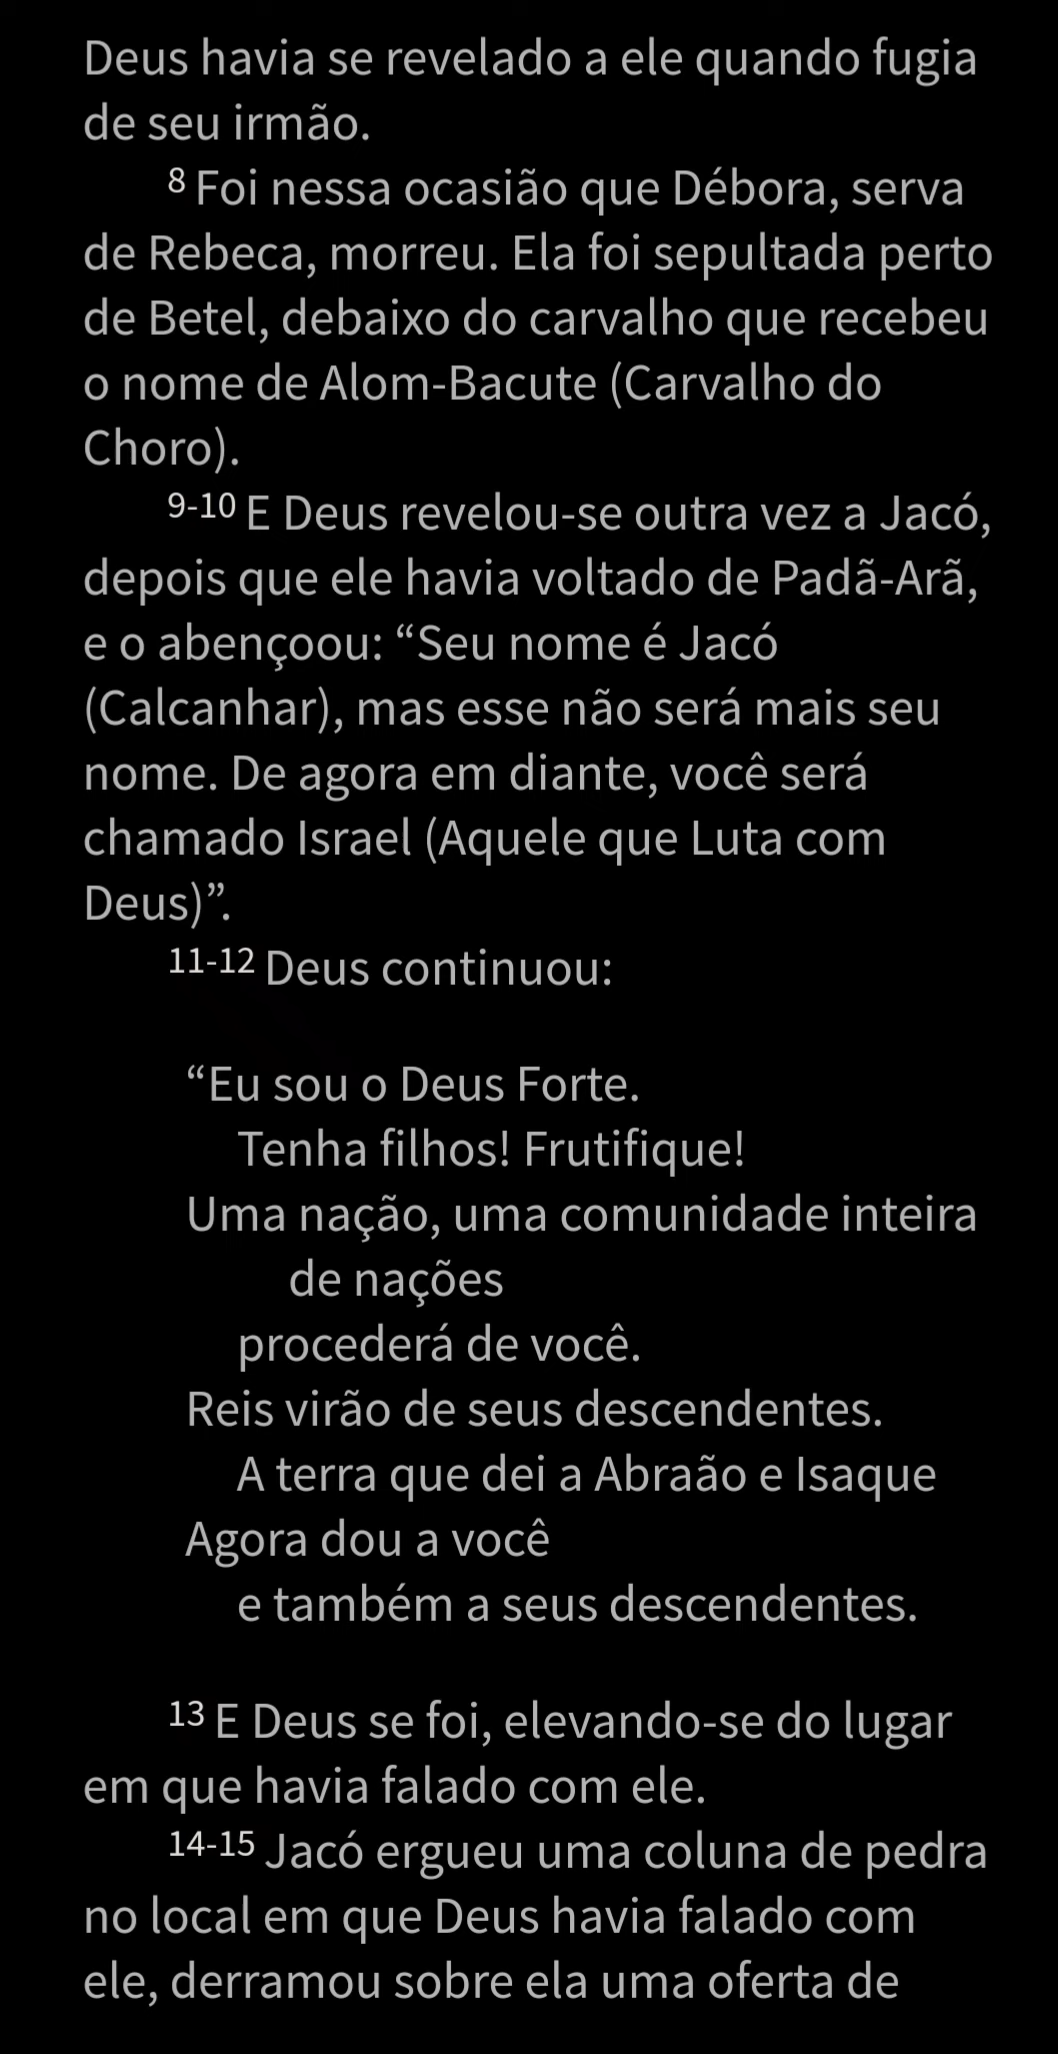 Deus havia se revelado a ele quando fugia
de seu irmão.
8 Foi nessa ocasião que Débora, serva
de Rebeca, morreu. Ela foi sepultada perto
de Betel, debaixo do carvalho que recebeu
o nome de Alom-Bacute (Carvalho do
Choro).
9-10 E Deus revelou-se outra vez a Jacó,
depois que ele havia voltado de Padã-Arã,
e o abençoou: “Seu nome é Jacó
(Calcanhar), mas esse não será mais seu
nome. De agora em diante, você será
chamado Israel (Aquele que Luta com
Deus)”.
11-12 Deus continuou:
“Eu sou o Deus Forte.
Tenha filhos! Frutifique!
Uma nação, uma comunidade inteira
de nações
procederá de você.
Reis virão de seus descendentes.
A terra que dei a Abraão e Isaque
Agora dou a você
e também a seus descendentes.
13 E Deus se foi, elevando-se do lugar
em que havia falado com ele.
14-15 Jacó ergueu uma coluna de pedra
no local em que Deus havia falado com
ele, derramou sobre ela uma oferta de